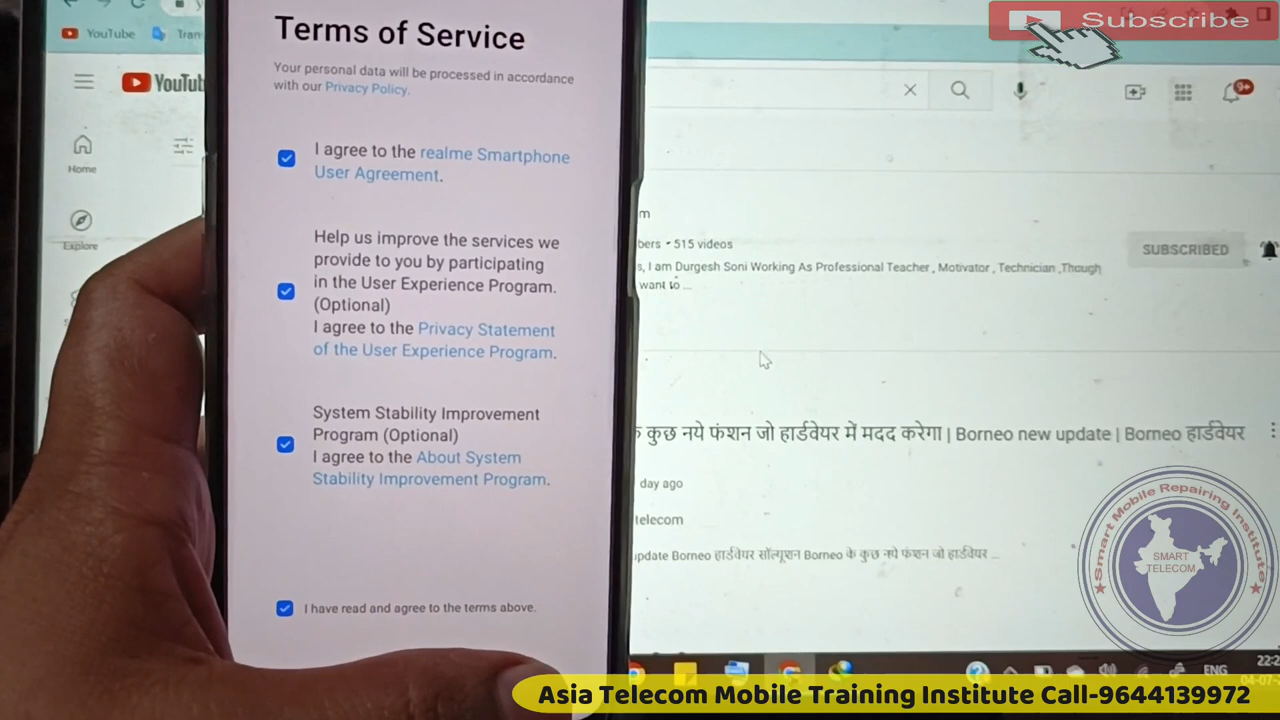 Terms of Service
Your personal data will be processed in accordance
with our Privacy Policy.
I agree to the realme Smartphone
User Agreement.
Help us improve the services we
provide to you by participating
in the User Experience Program.
(Optional)
I agree to the Privacy Statement
of the User Experience Program.
System Stability Improvement
Program (Optional)
I agree to the About System
Stability Improvement Program.
I have read and agree to the terms above.
YouTube
Home
Explore
Subscribe
9+
515 videos
SUBSCRIBED
I am Durgesh Soni Working As Professional Teacher , Motivator , Technician ,Though
want to ...
कुछ नये फंशन जो हार्डवेयर में मदद करेगा | Borneo new update | Borneo हार्डवेयर
day ago
telecom
Borneo हार्डवेयर सॉल्यूशन Borneo के कुछ नये फंशन जो हार्डवेयर ...
ENG
Smart Mobile Repairing Institute
SMART
TELECOM
Asia Telecom Mobile Training Institute Call-9644139972